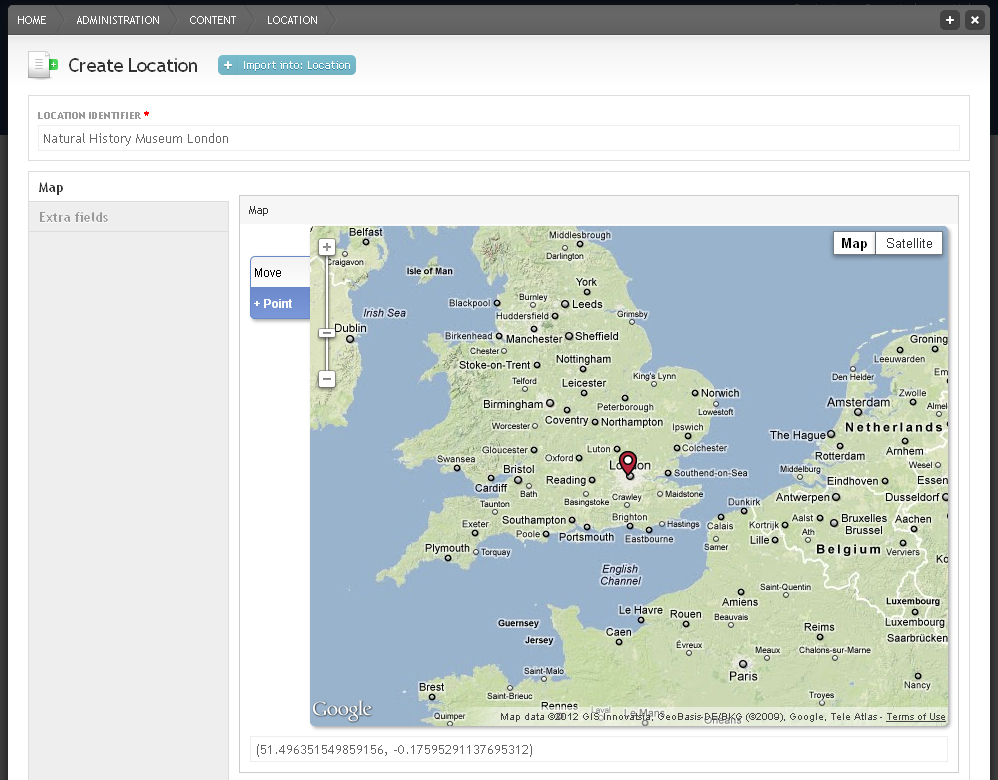 HOME ADMINISTRATION CONTENT LOCATION + ×
Create Location + Import into: Location
LOCATION IDENTIFIER *
Natural History Museum London
Map
Extra fields
Map
Map Satellite
Move
+ Point
Belfast
Middlesbrough
Darlington
Craigavon
Isle of Man
York
Blackpool
Burnley
Leeds
Irish Sea
Huddersfield
Grimsby
Dublin
Birkenhead
Manchester
Sheffield
Groning
Chester
Nottingham
Leeuwarden
Stoke-on-Trent
King's Lynn
Den Helder
Em
Telford
Leicester
Norwich
Zwolle
Birmingham
Peterborough
Lowestoft
Amsterdam
Almel
Coventry
Northampton
Worcester
Ipswich
The Hague
Netherlands
Gloucester
Luton
Colchester
Rotterdam
Arnhem
Swansea
Oxford
London
Middelburg
Wesel
Bristol
Southend-on-Sea
Cardiff
Bath
Reading
Eindhoven
Essen
Basingstoke
Crawley
Maidstone
Antwerpen
Dusseldorf
Taunton
Dunkirk
Exeter
Southampton
Brighton
Hastings
Calais
Kortrijk
Aalst
Bruxelles
Brussel
Aachen
Poole
Portsmouth
Eastbourne
Ath
Plymouth
Torquay
Samer
Lille
Belgium
Verviers
Ko
English
Channel
Saint-Quentin
Amiens
Luxembourg
Le Havre
Rouen
Beauvais
Luxembourg
Guernsey
Caen
Reims
Saarbrücken
Jersey
Évreux
Meaux
Chalons-sur-Marne
Saint-Malo
Paris
Brest
Saint-Brieuc
Nancy
Troyes
Quimper
Rennes
Laval
Le Mans
Orleans
Google
Map data ©2012 GIS Innovatsia, GeoBasis-DE/BKG (©2009), Google, Tele Atlas - Terms of Use
(51.496351549859156, -0.17595291137695312)